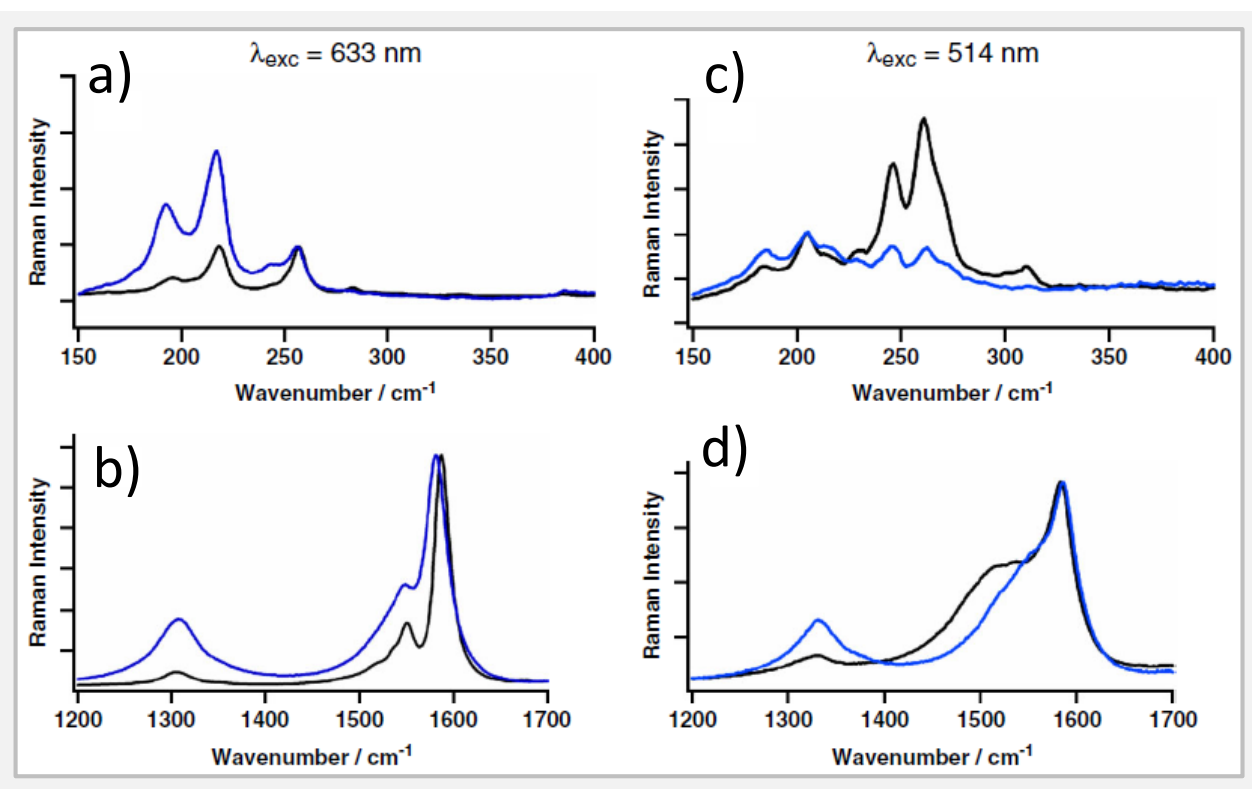 λexc = 633 nm
a)
Raman Intensity
150 200 250 300 350 400
Wavenumber / cm-1
λexc = 514 nm
c)
Raman Intensity
150 200 250 300 350 400
Wavenumber / cm-1
b)
Raman Intensity
1200 1300 1400 1500 1600 1700
Wavenumber / cm-1
d)
Raman Intensity
1200 1300 1400 1500 1600 1700
Wavenumber / cm-1